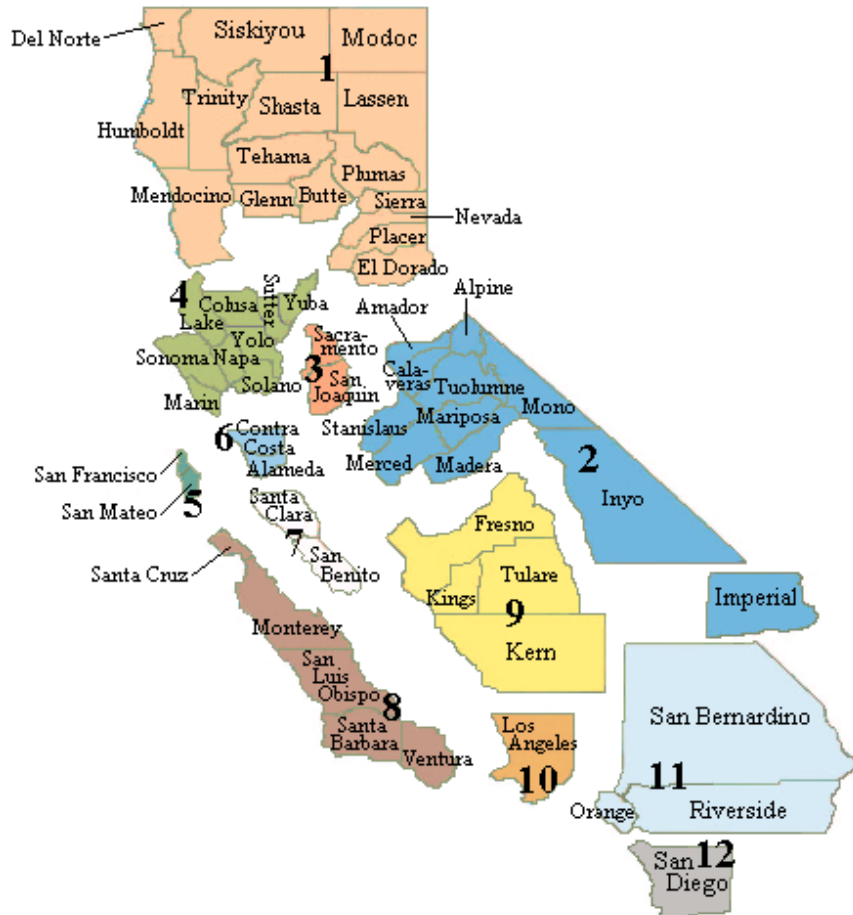 Del Norte
Siskiyou
Modoc
1
Trinity
Shasta
Lassen
Humboldt
Tehama
Plumas
Mendocino
Glenn
Butte
Sierra
Nevada
Placer
El Dorado
Alpine
Amador
4
Colusa
Sutter
Yuba
Lake
Yolo
Sonoma
Napa
Solano
Marin
Sacra-
mento
3
San
Joaquin
Cala-
veras
Tuolumne
Mono
Mariposa
Stanislaus
Merced
Madera
2
Inyo
6
Contra
Costa
Alameda
San Francisco
San Mateo
5
Santa
Clara
7
San
Benito
Santa Cruz
Fresno
Tulare
Kings
9
Kern
Imperial
Monterey
San
Luis
Obispo
8
Santa
Barbara
Ventura
Los
Angeles
10
San Bernardino
11
Orange
Riverside
12
San
Diego